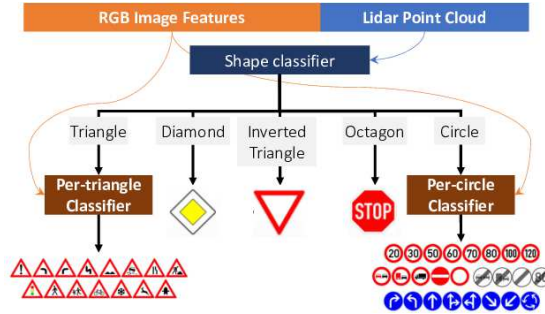 RGB Image Features
Lidar Point Cloud
Shape classifier
Triangle
Diamond
Inverted
Triangle
Octagon
Circle
Per-triangle
Classifier
STOP
Per-circle
Classifier
20 30 50 60 70 80 100 120